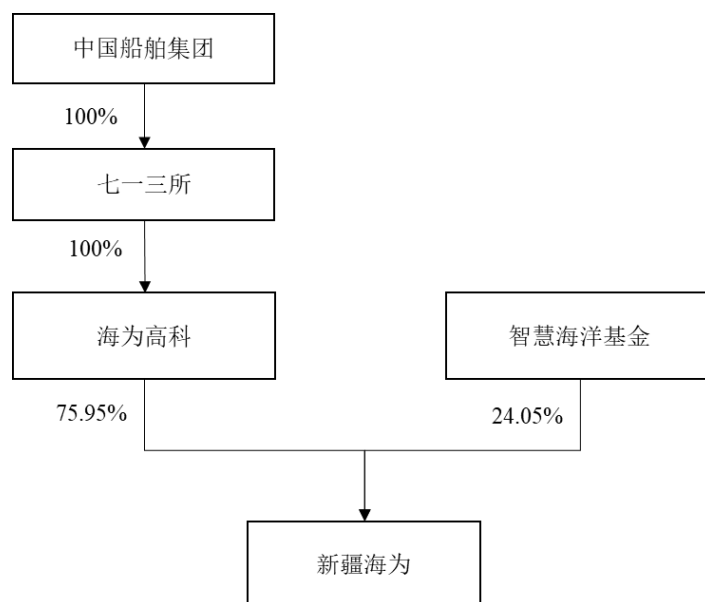 中国船舶集团
100%
七一三所
100%
海为高科
智慧海洋基金
75.95%
24.05%
新疆海为